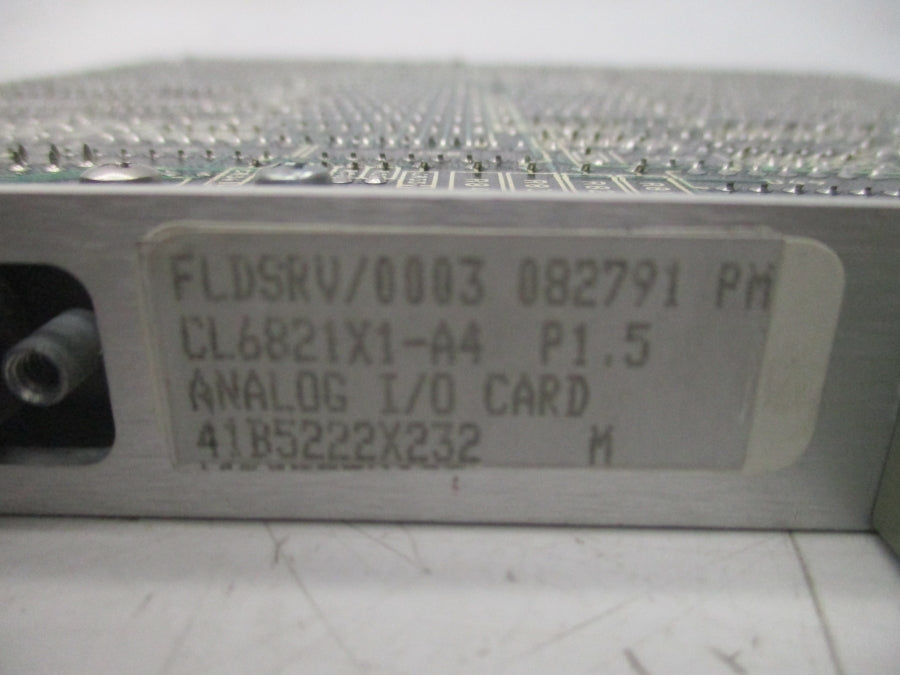 FLDSRV/0003 082791 PM
CL6821X1-A4 P1.5
ANALOG I/O CARD
41B5222X232 M